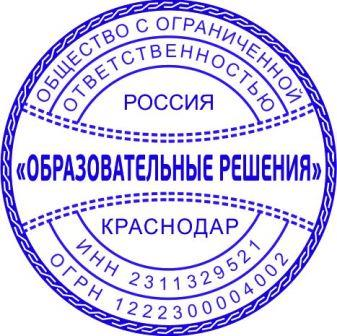 ОБЩЕСТВО С ОГРАНИЧЕННОЙ
ОТВЕТСТВЕННОСТЬЮ
РОССИЯ
«ОБРАЗОВАТЕЛЬНЫЕ РЕШЕНИЯ»
КРАСНОДАР
ИНН 2311329521
ОГРН 1222300004002